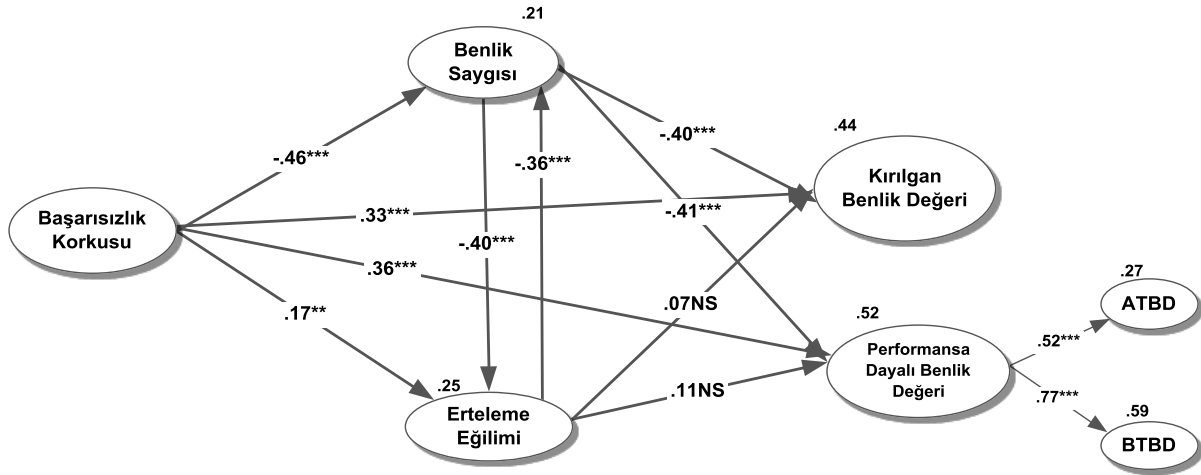 .21
Benlik
Saygısı
-.40***
.44
-.46***
-.36***
Kırılgan
Benlik Değeri
Başarısızlık
Korkusu
.33***
-.41***
-.40***
.36***
.27
ATBD
.17**
.07NS
.52
.52***
Performansa
Dayalı Benlik
Değeri
.25
.11NS
.77***
Erteleme
Eğilimi
.59
BTBD